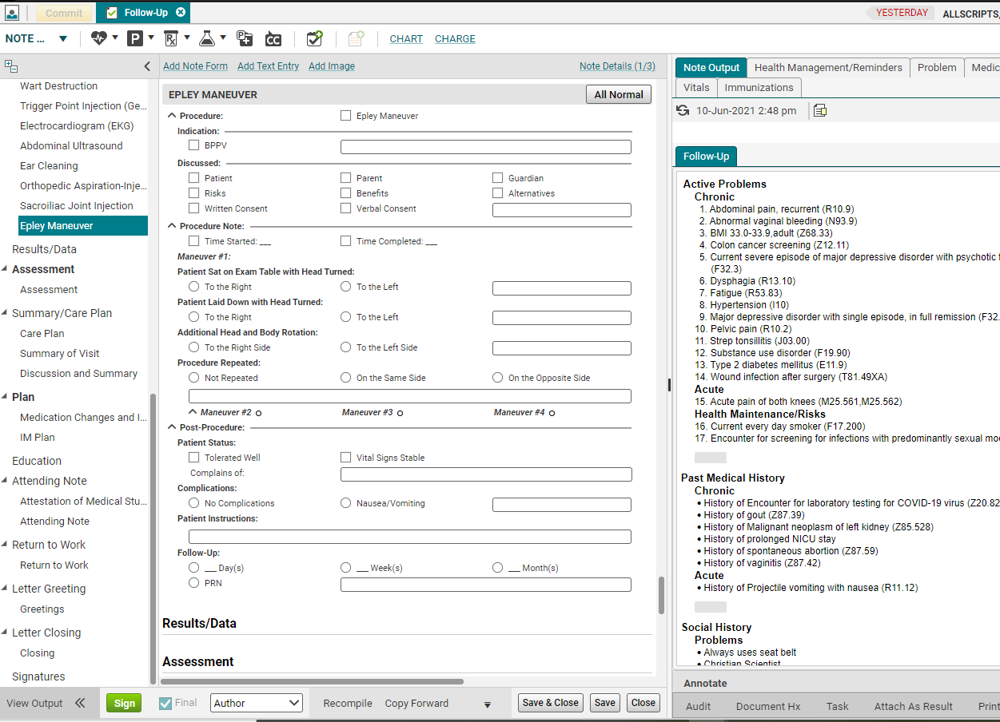 Commit
Follow-Up
YESTERDAY
ALLSCRIPTS,
NOTE ...
P
Rx
CC
CHART
CHARGE
Add Note Form
Add Text Entry
Add Image
Note Details (1/3)
Wart Destruction
Trigger Point Injection (Ge...
Electrocardiogram (EKG)
Abdominal Ultrasound
Ear Cleaning
Orthopedic Aspiration-Inje...
Sacroiliac Joint Injection
Epley Maneuver
Results/Data
Assessment
Assessment
Summary/Care Plan
Care Plan
Summary of Visit
Discussion and Summary
Plan
Medication Changes and I...
IM Plan
Education
Attending Note
Attestation of Medical Stu...
Attending Note
Return to Work
Return to Work
Letter Greeting
Greetings
Letter Closing
Closing
Signatures
EPLEY MANEUVER
All Normal
Procedure:
Epley Maneuver
Indication:
BPPV
Discussed:
Patient Parent Guardian
Risks Benefits Alternatives
Written Consent Verbal Consent
Procedure Note:
Time Started: ___ Time Completed: ___
Maneuver #1:
Patient Sat on Exam Table with Head Turned:
To the Right To the Left
Patient Laid Down with Head Turned:
To the Right To the Left
Additional Head and Body Rotation:
To the Right Side To the Left Side
Procedure Repeated:
Not Repeated On the Same Side On the Opposite Side
Maneuver #2 Maneuver #3 Maneuver #4
Post-Procedure:
Patient Status:
Tolerated Well Vital Signs Stable
Complains of:
Complications:
No Complications Nausea/Vomiting
Patient Instructions:
Follow-Up:
___ Day(s) ___ Week(s) ___ Month(s)
PRN
Results/Data
Assessment
Note Output
Health Management/Reminders
Problem
Medic
Vitals
Immunizations
10-Jun-2021 2:48 pm
Follow-Up
Active Problems
Chronic
1. Abdominal pain, recurrent (R10.9)
2. Abnormal vaginal bleeding (N93.9)
3. BMI 33.0-33.9,adult (Z68.33)
4. Colon cancer screening (Z12.11)
5. Current severe episode of major depressive disorder with psychotic f
(F32.3)
6. Dysphagia (R13.10)
7. Fatigue (R53.83)
8. Hypertension (I10)
9. Major depressive disorder with single episode, in full remission (F32.
10. Pelvic pain (R10.2)
11. Strep tonsillitis (J03.00)
12. Substance use disorder (F19.90)
13. Type 2 diabetes mellitus (E11.9)
14. Wound infection after surgery (T81.49XA)
Acute
15. Acute pain of both knees (M25.561,M25.562)
Health Maintenance/Risks
16. Current every day smoker (F17.200)
17. Encounter for screening for infections with predominantly sexual mo
Past Medical History
Chronic
• History of Encounter for laboratory testing for COVID-19 virus (Z20.82
• History of gout (Z87.39)
• History of Malignant neoplasm of left kidney (Z85.528)
• History of prolonged NICU stay
• History of spontaneous abortion (Z87.59)
• History of vaginitis (Z87.42)
Acute
• History of Projectile vomiting with nausea (R11.12)
Social History
Problems
• Always uses seat belt
• Christian Scientist
Annotate
View Output
Sign
Final
Author
Recompile
Copy Forward
Save & Close
Save
Close
Audit
Document Hx
Task
Attach As Result
Print